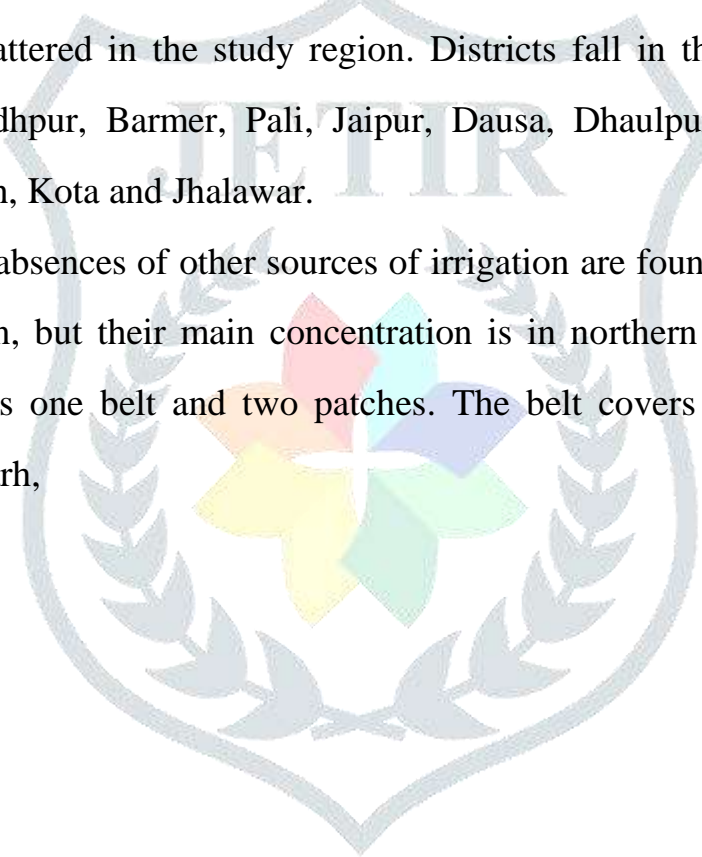 attered in the study region. Districts fall in th
dhpur, Barmer, Pali, Jaipur, Dausa, Dhaulpu
JETIR
n, Kota and Jhalawar.
absences of other sources of irrigation are foun
n, but their main concentration is in northern
s one belt and two patches. The belt covers
rh,